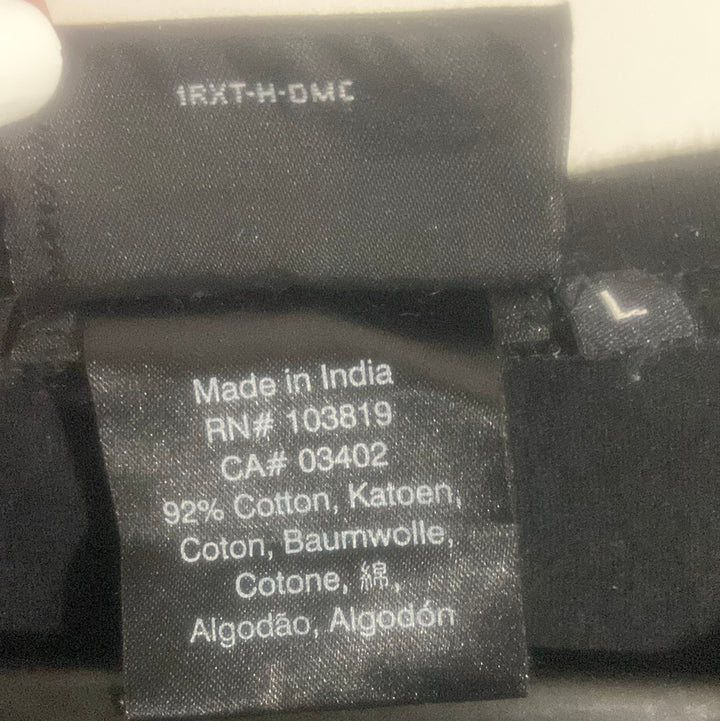 1RXT-H-DMC
L
Made in India
RN# 103819
CA# 03402
92% Cotton, Katoen,
Coton, Baumwolle,
Cotone, 綿,
Algodão, Algodón